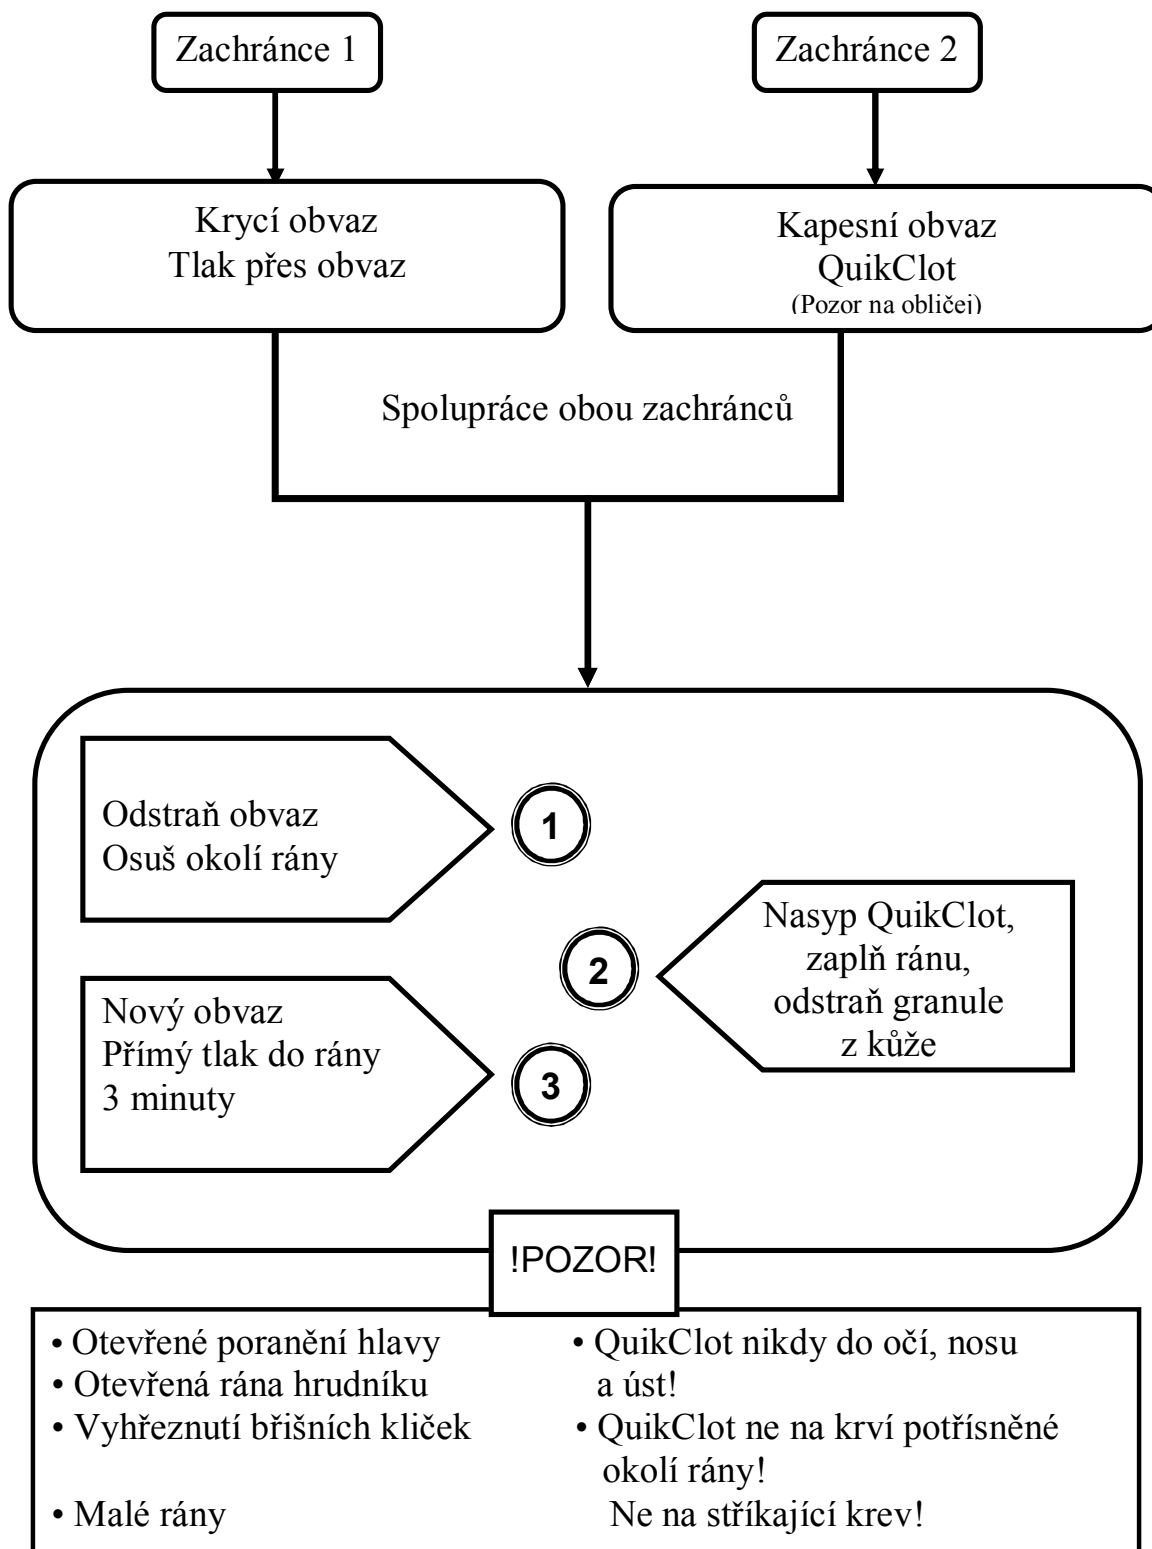 Zachránce 1
Zachránce 2
Krycí obvaz
Tlak přes obvaz
Kapesní obvaz
QuikClot
(Pozor na obličej)
Spolupráce obou zachránců
Odstraň obvaz
Osuš okolí rány
1
Nasyp QuikClot,
zaplň ránu,
odstraň granule
z kůže
2
Nový obvaz
Přímý tlak do rány
3 minuty
3
!POZOR!
• Otevřené poranění hlavy
• Otevřená rána hrudníku
• Vyhřeznutí břišních kliček
• Malé rány
• QuikClot nikdy do očí, nosu
a úst!
• QuikClot ne na krví potřísněné
okolí rány!
Ne na stříkající krev!